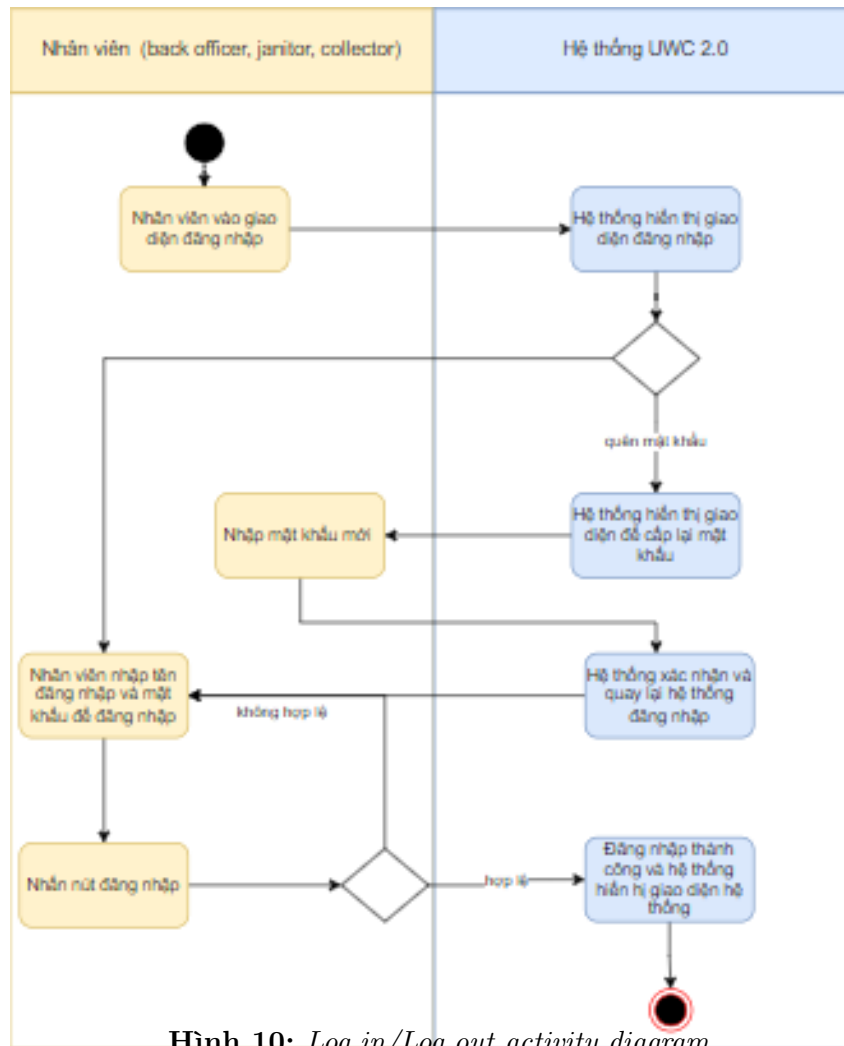 Nhân viên (back officer, janitor, collector)
Hệ thống UWC 2.0
Nhân viên vào giao
diện đăng nhập
Hệ thống hiển thị giao
diện đăng nhập
quên mật khẩu
Nhập mật khẩu mới
Hệ thống hiển thị giao
diện để cấp lại mật
khẩu
Nhân viên nhập tên
đăng nhập và mật
khẩu để đăng nhập
Hệ thống xác nhận và
quay lại hệ thống
đăng nhập
không hợp lệ
Nhấn nút đăng nhập
hợp lệ
Đăng nhập thành
công và hệ thống
hiển hị giao diện hệ
thống
Hình 10: Log in/Log out activity diagram